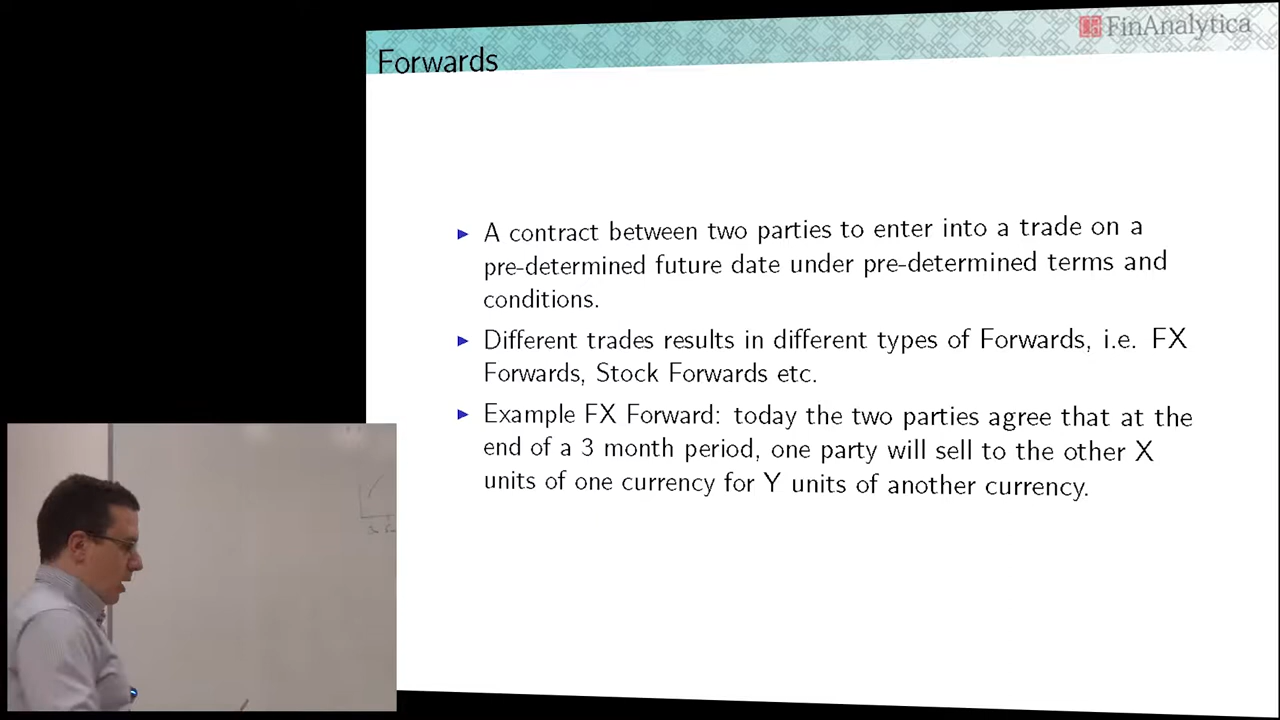 FinAnalytica
Forwards
A contract between two parties to enter into a trade on a
pre-determined future date under pre-determined terms and
conditions.
Different trades results in different types of Forwards, i.e. FX
Forwards, Stock Forwards etc.
Example FX Forward: today the two parties agree that at the
end of a 3 month period, one party will sell to the other X
units of one currency for Y units of another currency.